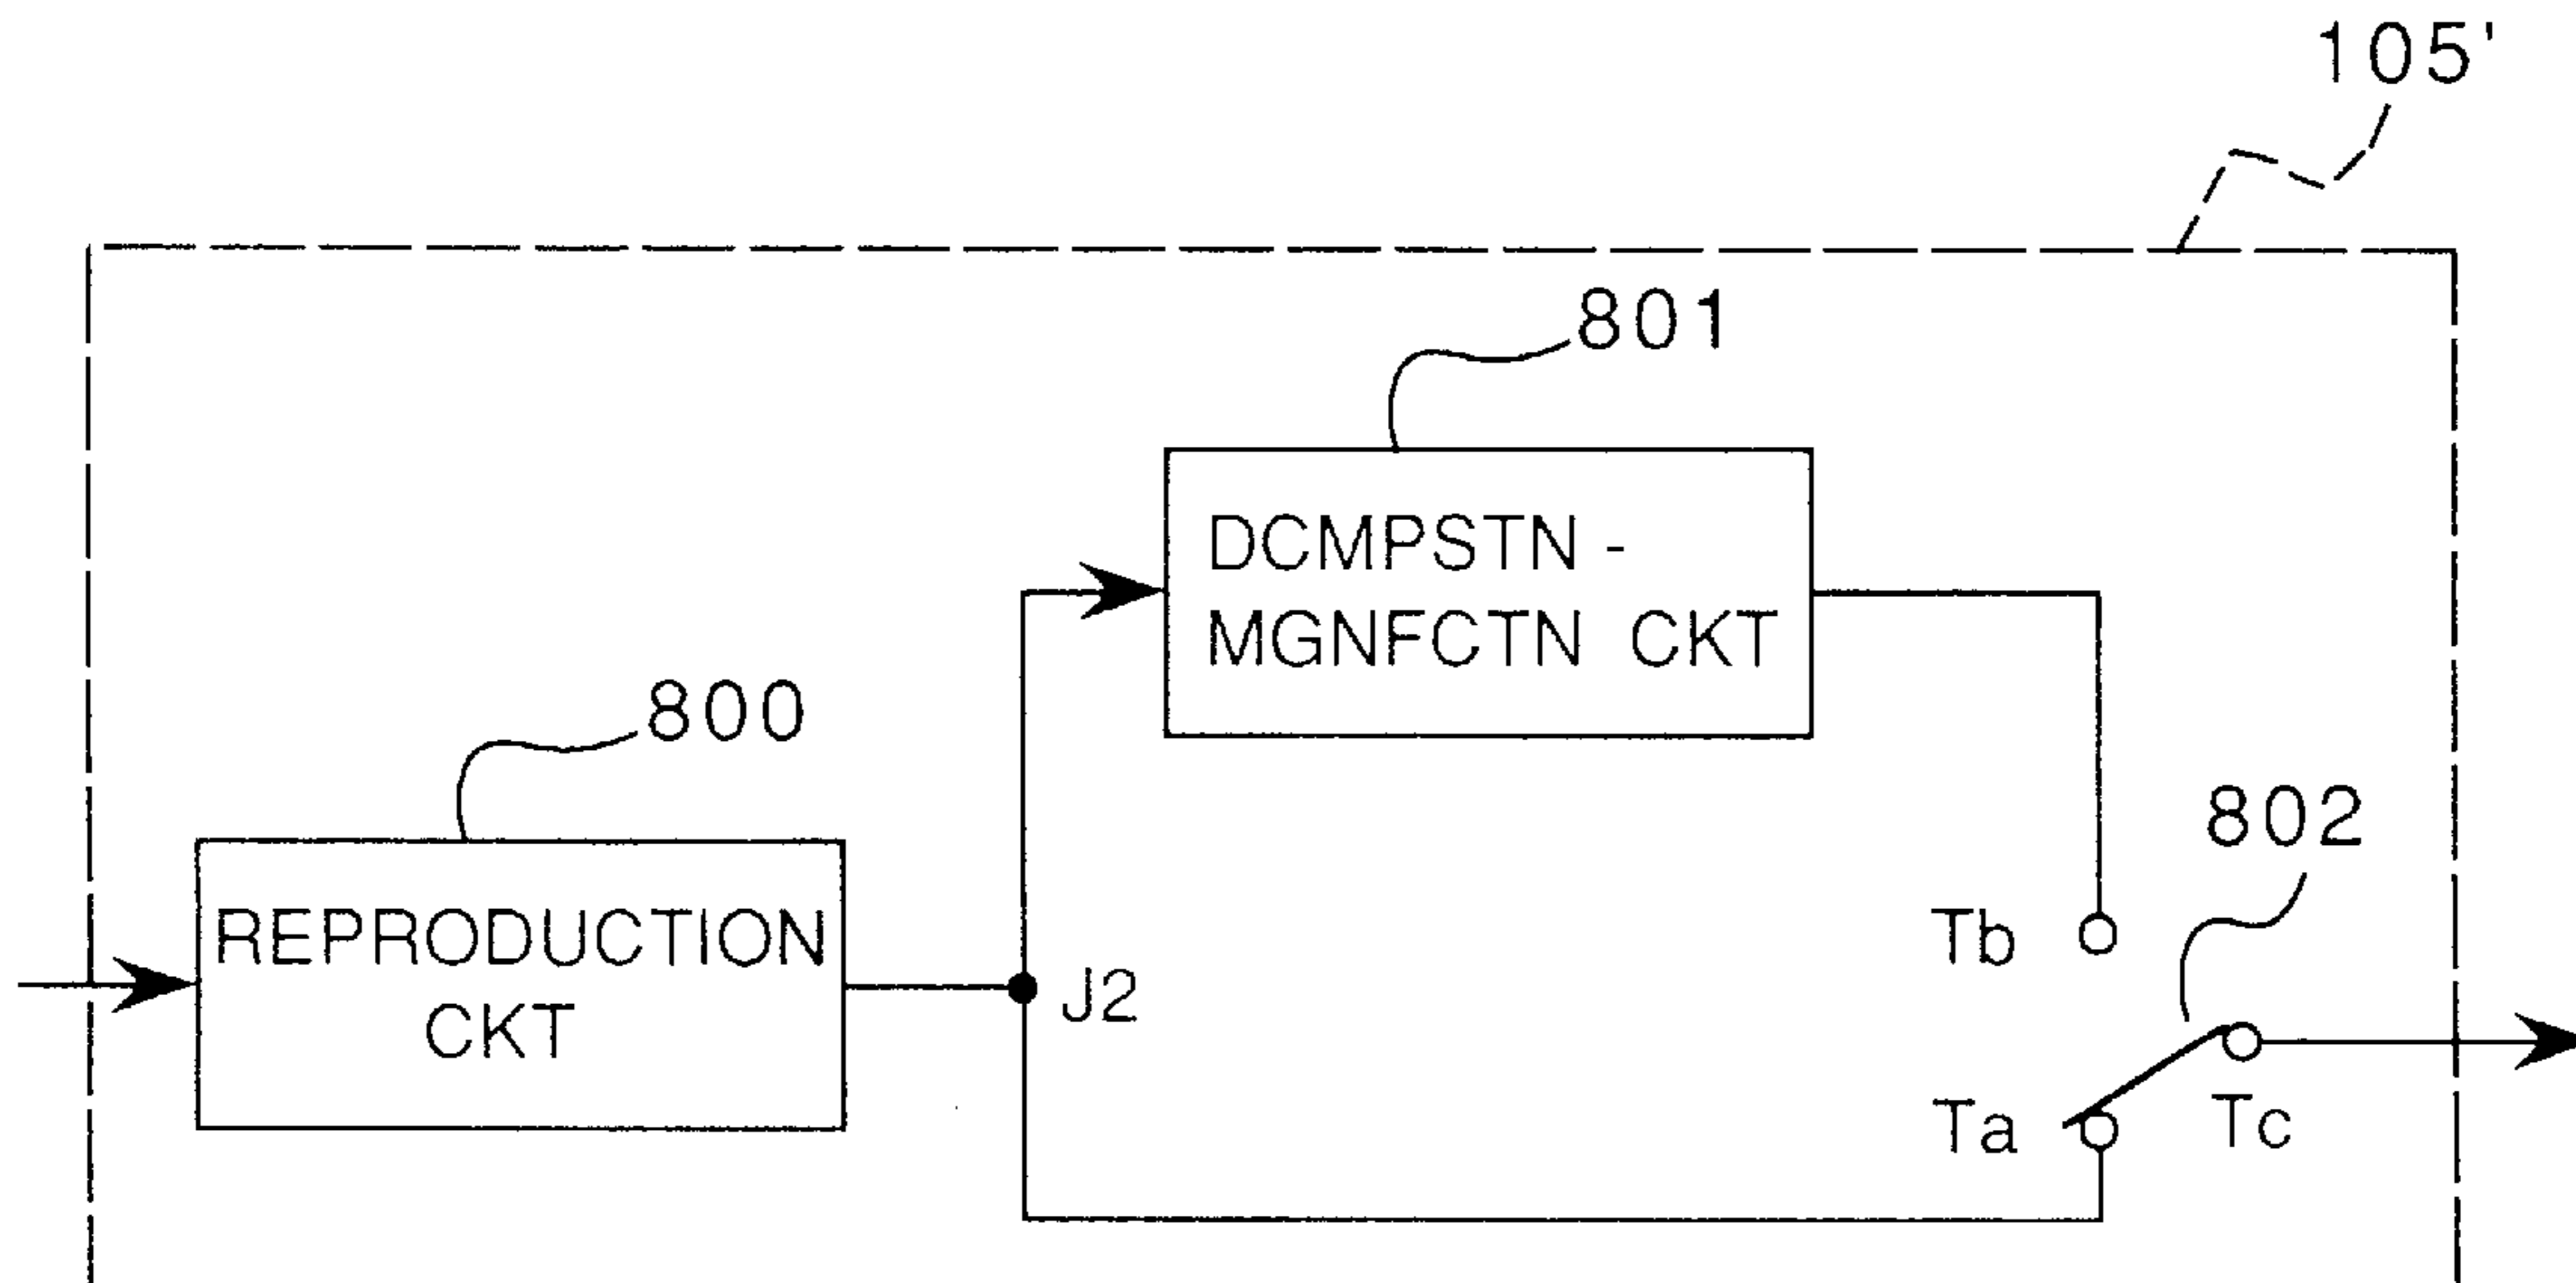 105'
801
DCMPSTN -
MGNFCTN CKT
800
802
REPRODUCTION
CKT
Tb
J2
Ta
Tc